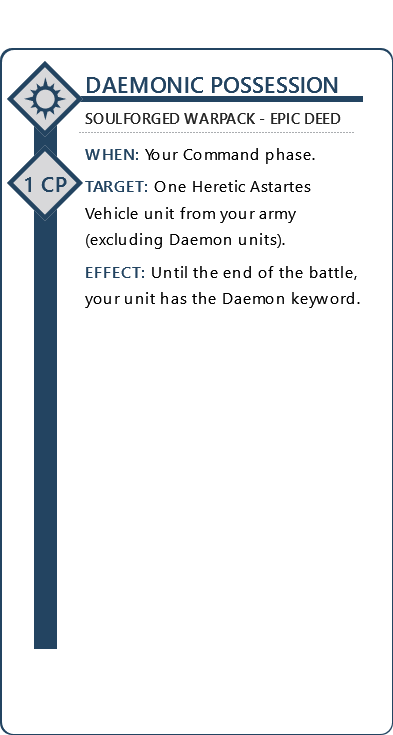 DAEMONIC POSSESSION
SOULFORGED WARPACK - EPIC DEED
WHEN: Your Command phase.
1 CP
TARGET: One Heretic Astartes
Vehicle unit from your army
(excluding Daemon units).
EFFECT: Until the end of the battle,
your unit has the Daemon keyword.